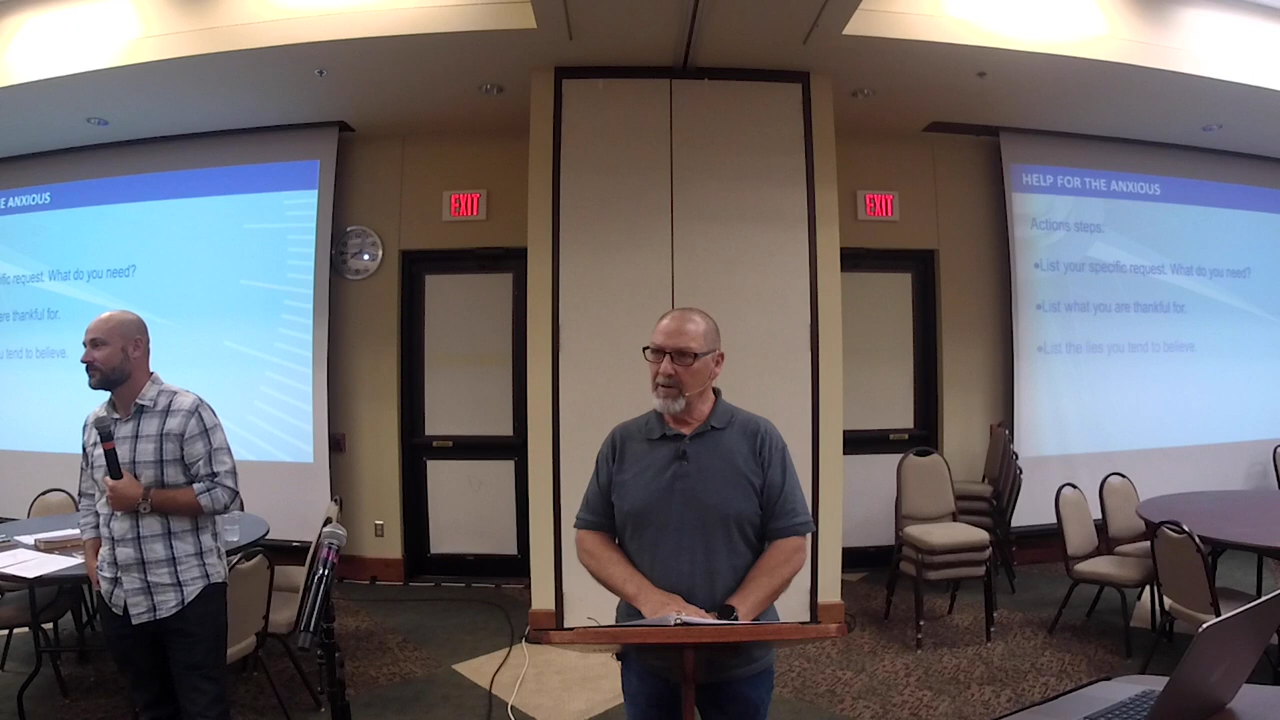 E ANXIOUS
ific request. What do you need?
are thankful for.
u tend to believe.
EXIT
EXIT
HELP FOR THE ANXIOUS
Actions steps:
•List your specific request. What do you need?
•List what you are thankful for.
•List the lies you tend to believe.